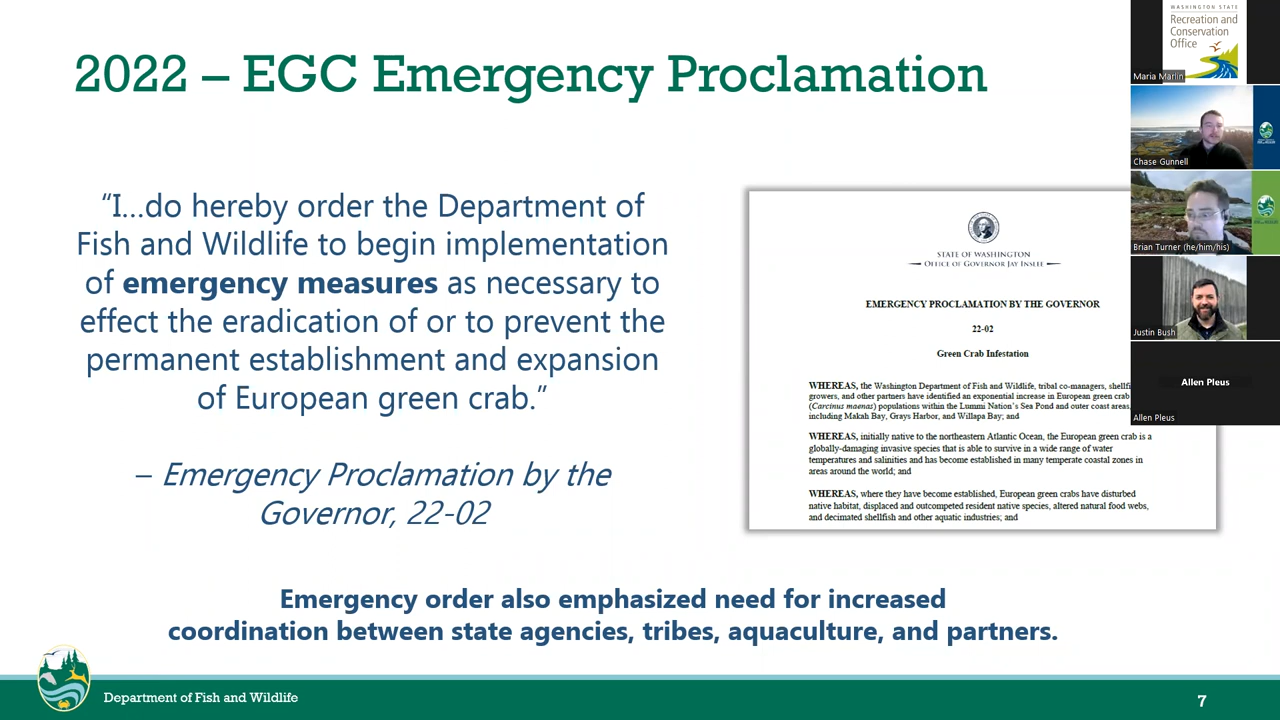 2022 – EGC Emergency Proclamation
“I...do hereby order the Department of
Fish and Wildlife to begin implementation
of emergency measures as necessary to
effect the eradication of or to prevent the
permanent establishment and expansion
of European green crab.”
– Emergency Proclamation by the
Governor, 22-02
STATE OF WASHINGTON
OFFICE OF GOVERNOR JAY INSLEE
EMERGENCY PROCLAMATION BY THE GOVERNOR
22-02
Green Crab Infestation
WHEREAS, the Washington Department of Fish and Wildlife, tribal co-managers,
growers, and other partners have identified an exponential increase in European green crab
(Carcinus maenas) populations within the Lummi Nation's Sea Pond and outer coast areas,
including Makah Bay, Grays Harbor, and Willapa Bay; and
WHEREAS, initially native to the northeastern Atlantic Ocean, the European green crab is a
globally-damaging invasive species that is able to survive in a wide range of water
temperatures and salinities and has become established in many temperate coastal zones in
areas around the world; and
WHEREAS, where they have become established, European green crabs have disturbed
native habitat, displaced and outcompeted resident native species, altered natural food webs,
and decimated shellfish and other aquatic industries; and
Emergency order also emphasized need for increased
coordination between state agencies, tribes, aquaculture, and partners.
Department of Fish and Wildlife
7
WASHINGTON STATE
Recreation and
Conservation
Office
Maria Marlin
Chase Gunnell
Brian Turner (he/him/his)
Justin Bush
Allen Pleus
Allen Pleus